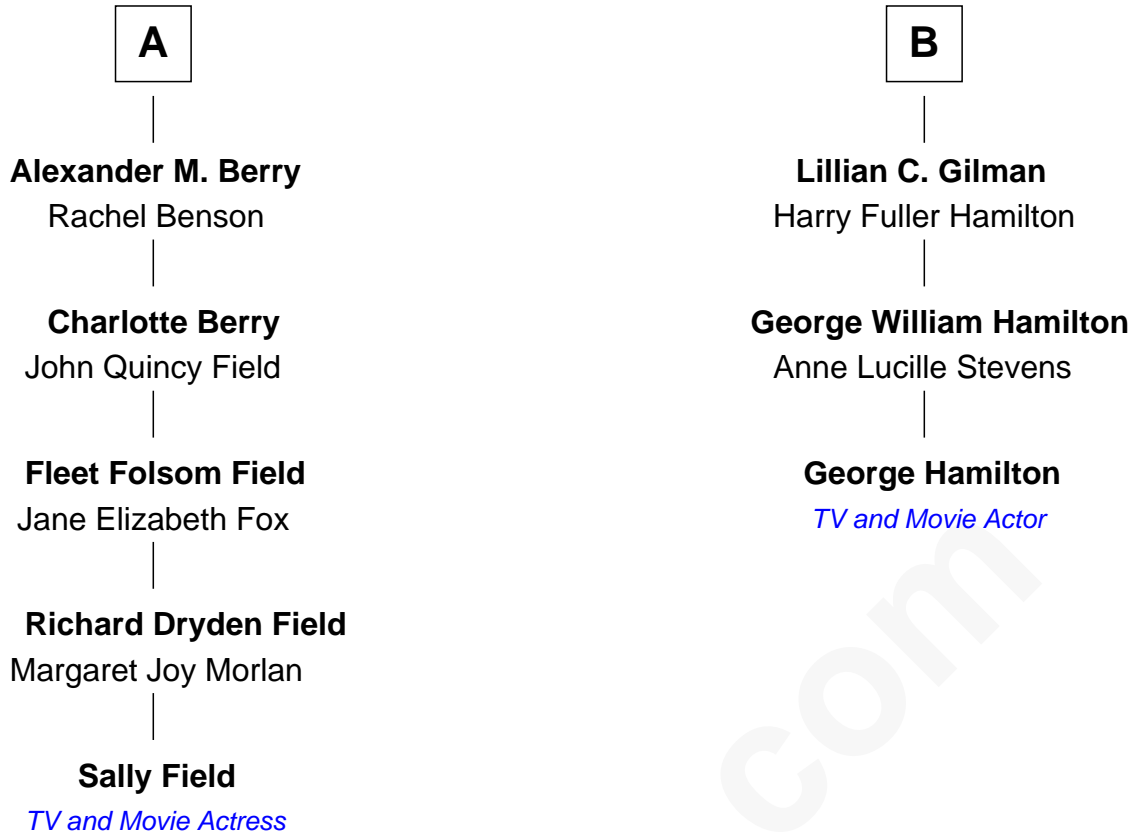 A
Alexander M. Berry
Rachel Benson
Charlotte Berry
John Quincy Field
Fleet Folsom Field
Jane Elizabeth Fox
Richard Dryden Field
Margaret Joy Morlan
Sally Field
TV and Movie Actress
B
Lillian C. Gilman
Harry Fuller Hamilton
George William Hamilton
Anne Lucille Stevens
George Hamilton
TV and Movie Actor
com